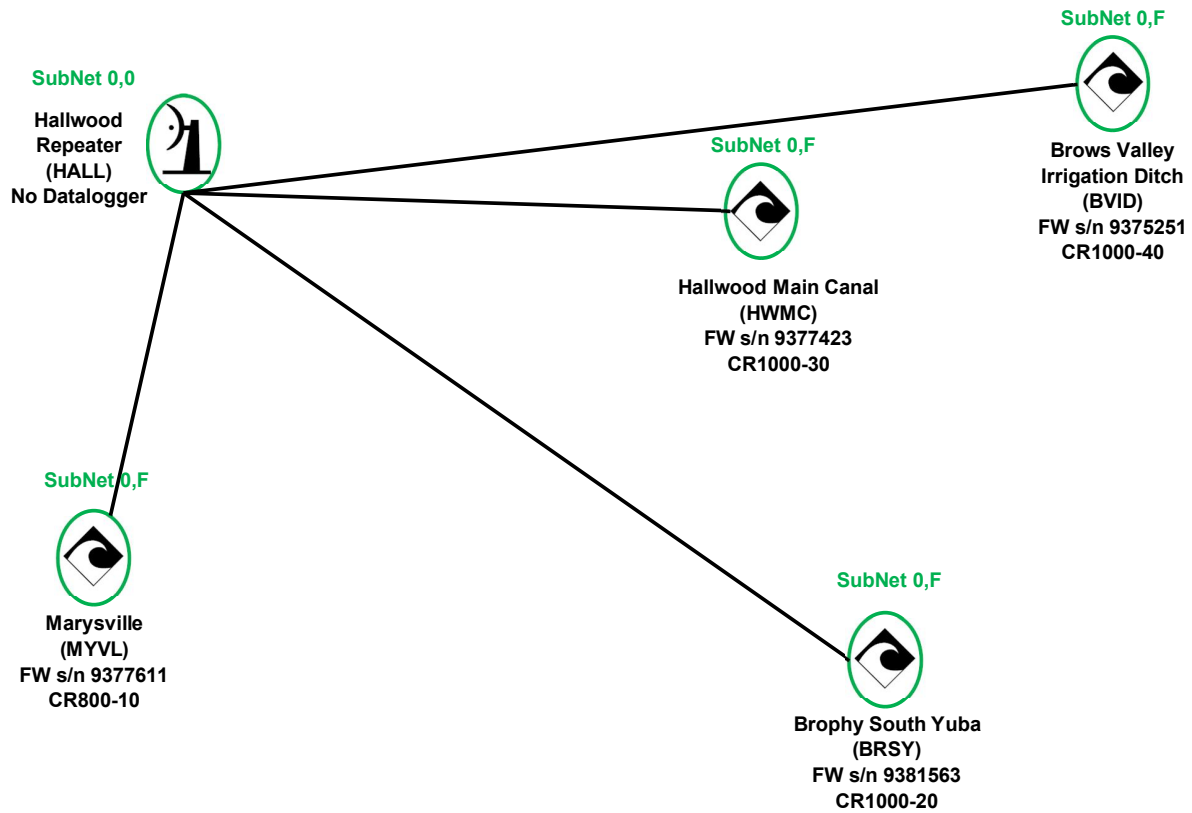 SubNet 0,F
SubNet 0,0
Hallwood
Repeater
(HALL)
No Datalogger
SubNet 0,F
Brows Valley
Irrigation Ditch
(BVID)
FW s/n 9375251
CR1000-40
Hallwood Main Canal
(HWMC)
FW s/n 9377423
CR1000-30
SubNet 0,F
Marysville
(MYVL)
FW s/n 9377611
CR800-10
SubNet 0,F
Brophy South Yuba
(BRSY)
FW s/n 9381563
CR1000-20